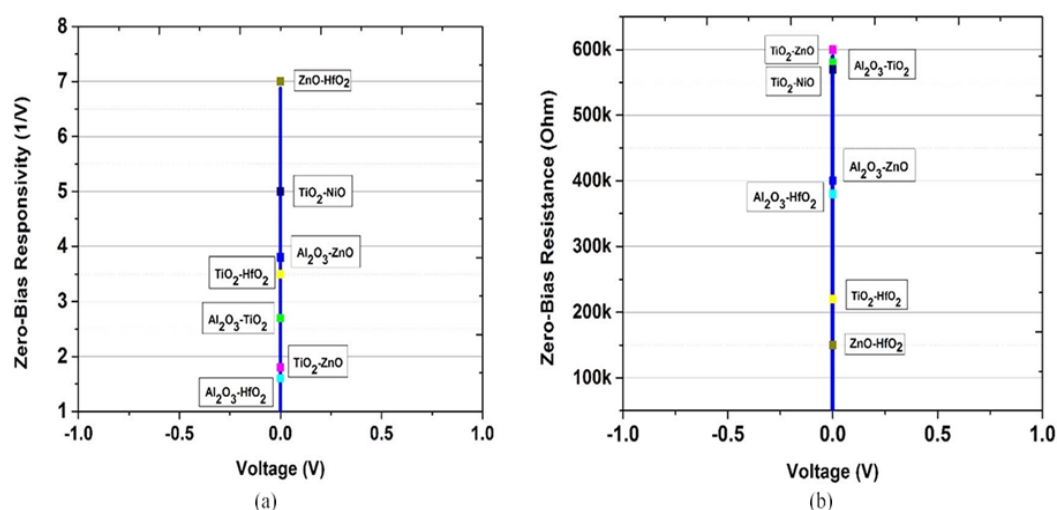 8
7
6
5
4
3
2
1
Zero-Bias Responsivity (1/V)
ZnO-HfO₂
TiO₂-NiO
Al₂O₃-ZnO
TiO₂-HfO₂
Al₂O₃-TiO₂
TiO₂-ZnO
Al₂O₃-HfO₂
-1.0 -0.5 0.0 0.5 1.0
Voltage (V)
(a)
600k
500k
400k
300k
200k
100k
Zero-Bias Resistance (Ohm)
TiO₂-ZnO
Al₂O₃-TiO₂
TiO₂-NiO
Al₂O₃-ZnO
Al₂O₃-HfO₂
TiO₂-HfO₂
ZnO-HfO₂
-1.0 -0.5 0.0 0.5 1.0
Voltage (V)
(b)